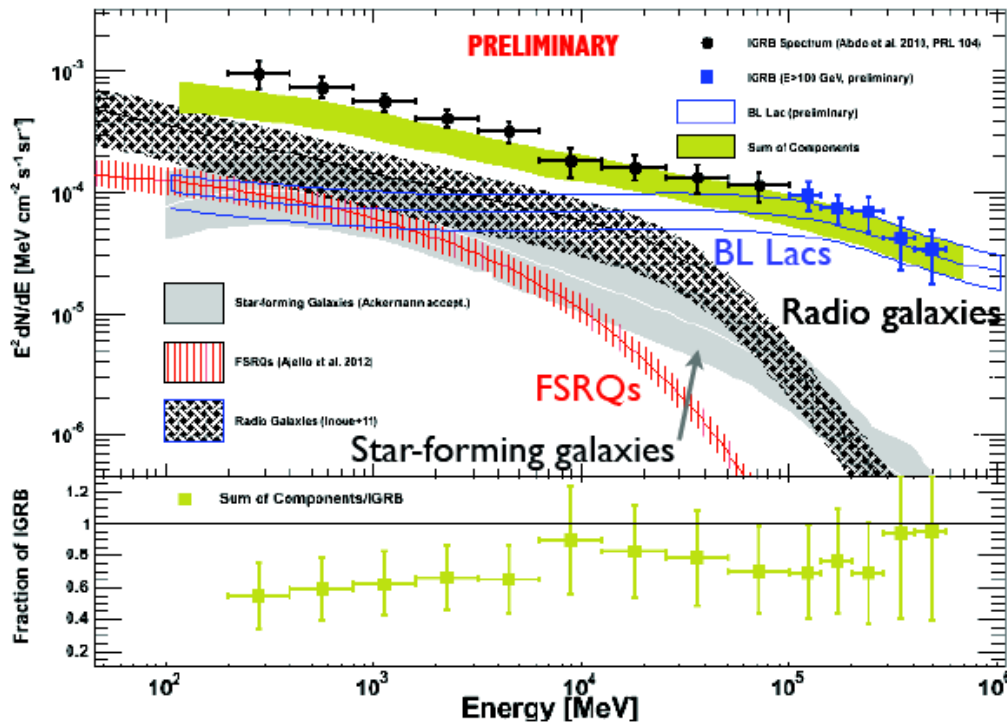 PRELIMINARY
IGRB Spectrum (Abdo et al. 2010, PRL 104)
IGRB (E>100 GeV, preliminary)
BL Lac (preliminary)
Sum of Components
10⁻³
10⁻⁴
10⁻⁵
10⁻⁶
E² dN/dE [MeV cm⁻² s⁻¹ sr⁻¹]
BL Lacs
Radio galaxies
Star-forming Galaxies (Ackermann accept.)
FSRQs (Ajello et al. 2012)
Radio Galaxies (Inoue+11)
FSRQs
Star-forming galaxies
Sum of Components/IGRB
Fraction of IGRB
1.2
1
0.8
0.6
0.4
0.2
10²
10³
10⁴
10⁵
10⁶
Energy [MeV]